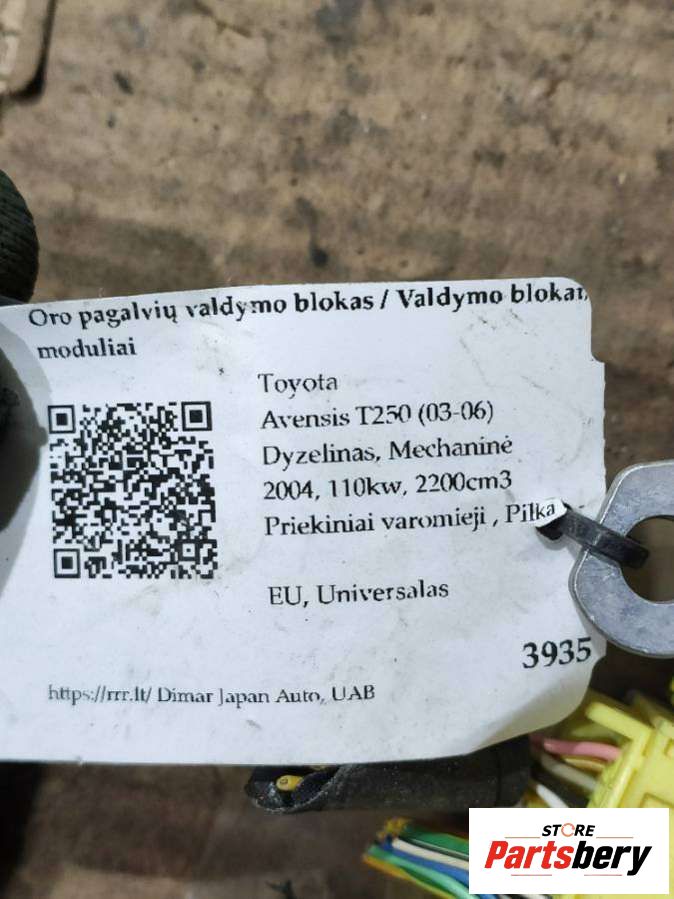 Oro pagalvių valdymo blokas / Valdymo blokai,
moduliai
Toyota
Avensis T250 (03-06)
Dyzelinas, Mechaninė
2004, 110kw, 2200cm3
Priekiniai varomieji , Pilka
EU, Universalas
3935
https://rrr.lt/ Dimar Japan Auto, UAB
STORE
Partsbery